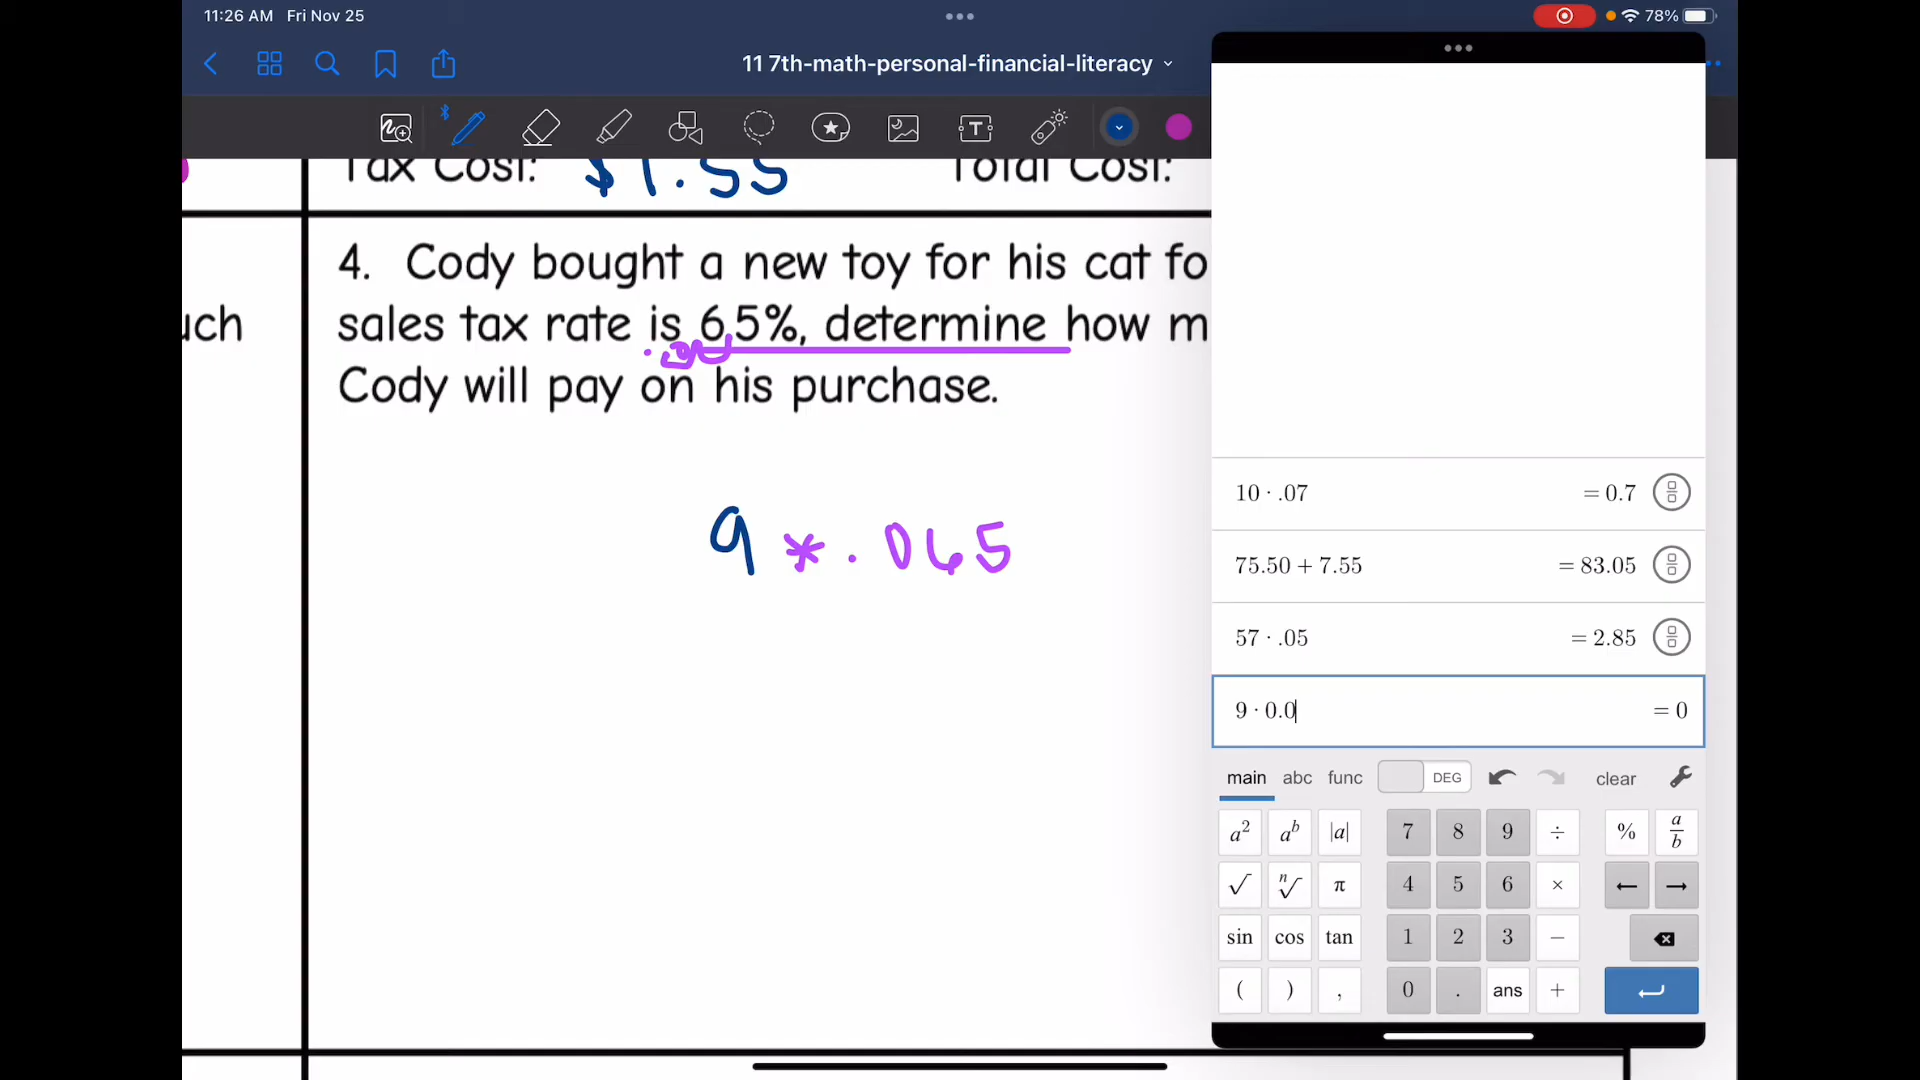 11:26 AM Fri Nov 25
78%
11 7th-math-personal-financial-literacy
Tax Cost: $1.55 Total Cost:
uch
4. Cody bought a new toy for his cat fo
sales tax rate is 6.5%, determine how m
Cody will pay on his purchase.
9 * .065
10 · .07 = 0.7
75.50 + 7.55 = 83.05
57 · .05 = 2.85
9 · 0.0 = 0
main abc func DEG clear
a² aᵇ |a| 7 8 9 ÷ % a/b
√ ⁿ√ π 4 5 6 × ← →
sin cos tan 1 2 3 −
( ) , 0 . ans +